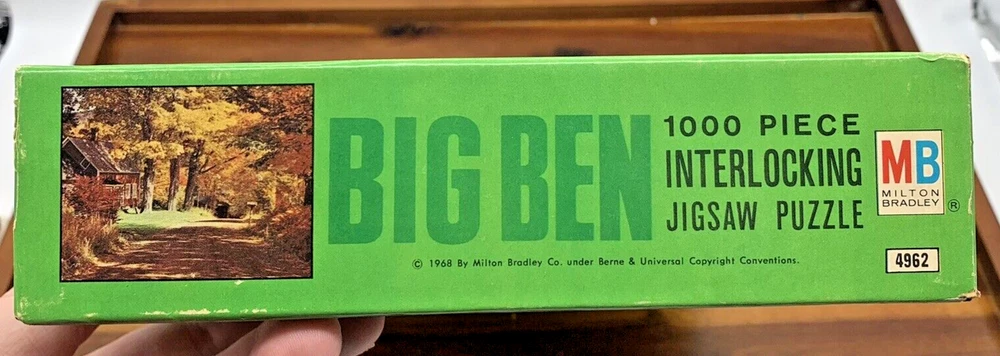 BIG BEN
1000 PIECE
INTERLOCKING
JIGSAW PUZZLE
© 1968 By Milton Bradley Co. under Berne & Universal Copyright Conventions.
MB
MILTON
BRADLEY ®
4962